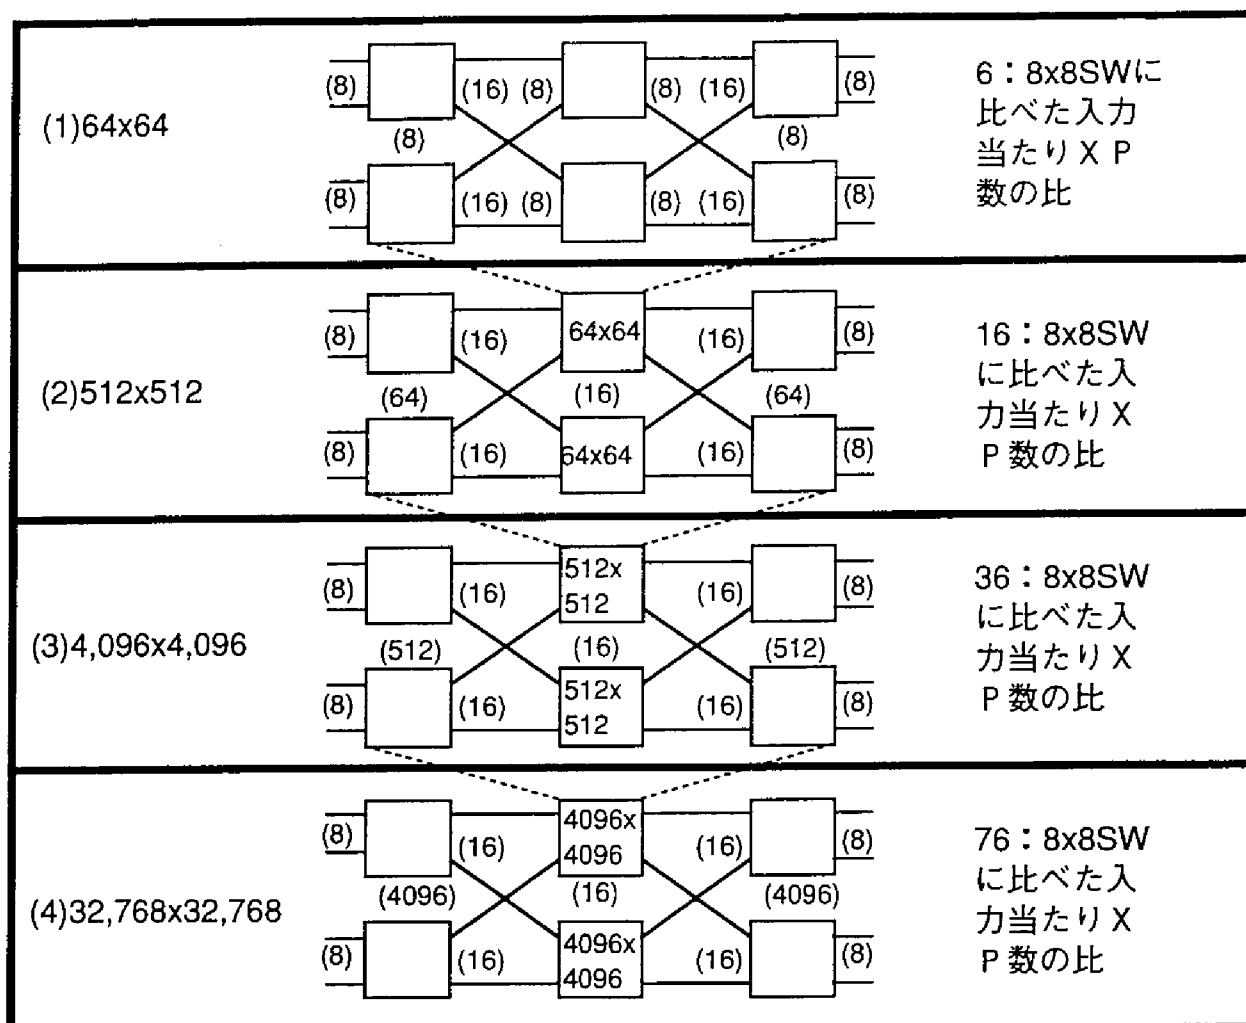 (8) (16) (8) (8) (16) (8)
(1)64x64
(8) (8)
(8) (16) (8) (8) (16) (8)
6：8x8SWに
比べた入力
当たりＸＰ
数の比
(8) (16) 64x64 (16) (8)
(2)512x512
(64) (16) (64)
(8) (16) 64x64 (16) (8)
16：8x8SW
に比べた入
力当たりＸ
Ｐ数の比
(8) (16) 512x (16) (8)
512
(3)4,096x4,096
(512) (16) (512)
(8) (16) 512x (16) (8)
512
36：8x8SW
に比べた入
力当たりＸ
Ｐ数の比
(8) (16) 4096x (16) (8)
4096
(4)32,768x32,768
(4096) (16) (4096)
(8) (16) 4096x (16) (8)
4096
76：8x8SW
に比べた入
力当たりＸ
Ｐ数の比